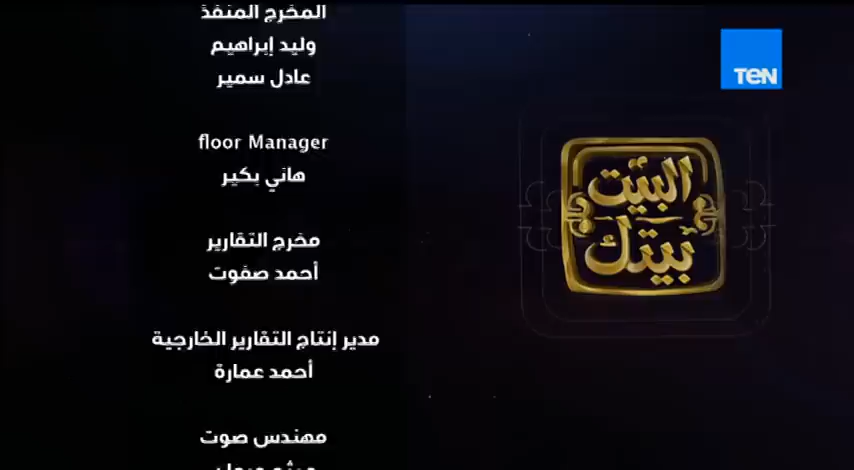 المخرج المنفذ
وليد إبراهيم
عادل سمير
floor Manager
هاني بكير
مخرج التقارير
أحمد صفوت
مدير إنتاج التقارير الخارجية
أحمد عمارة
مهندس صوت
TEN
البيت
بيتك